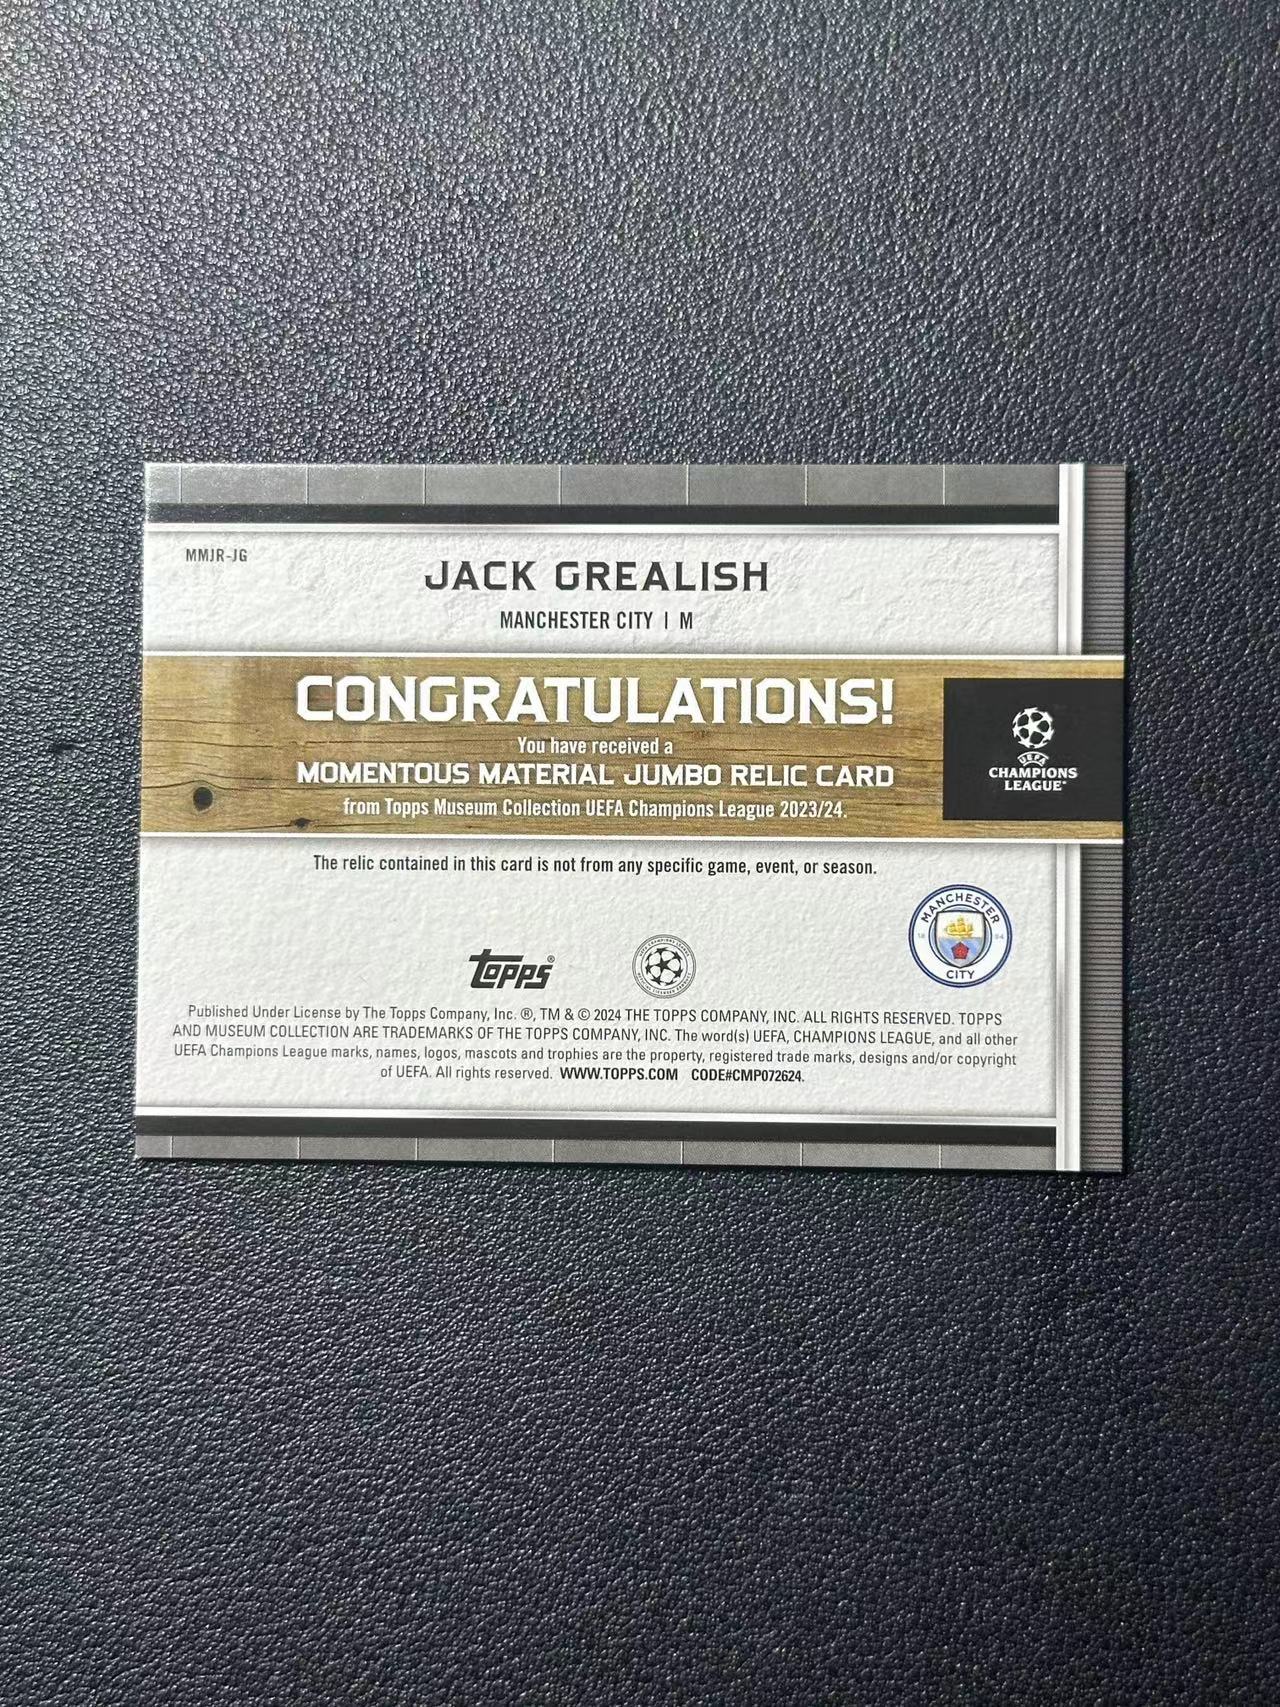 MMJR-JG
JACK GREALISH
MANCHESTER CITY | M
CONGRATULATIONS!
You have received a
MOMENTOUS MATERIAL JUMBO RELIC CARD
from Topps Museum Collection UEFA Champions League 2023/24.
UEFA
CHAMPIONS
LEAGUE
The relic contained in this card is not from any specific game, event, or season.
MANCHESTER
18 94
CITY
topps®
Published Under License by The Topps Company, Inc. ®, TM & © 2024 THE TOPPS COMPANY, INC. ALL RIGHTS RESERVED. TOPPS
AND MUSEUM COLLECTION ARE TRADEMARKS OF THE TOPPS COMPANY, INC. The word(s) UEFA, CHAMPIONS LEAGUE, and all other
UEFA Champions League marks, names, logos, mascots and trophies are the property, registered trade marks, designs and/or copyright
of UEFA. All rights reserved. WWW.TOPPS.COM CODE#CMP072624.